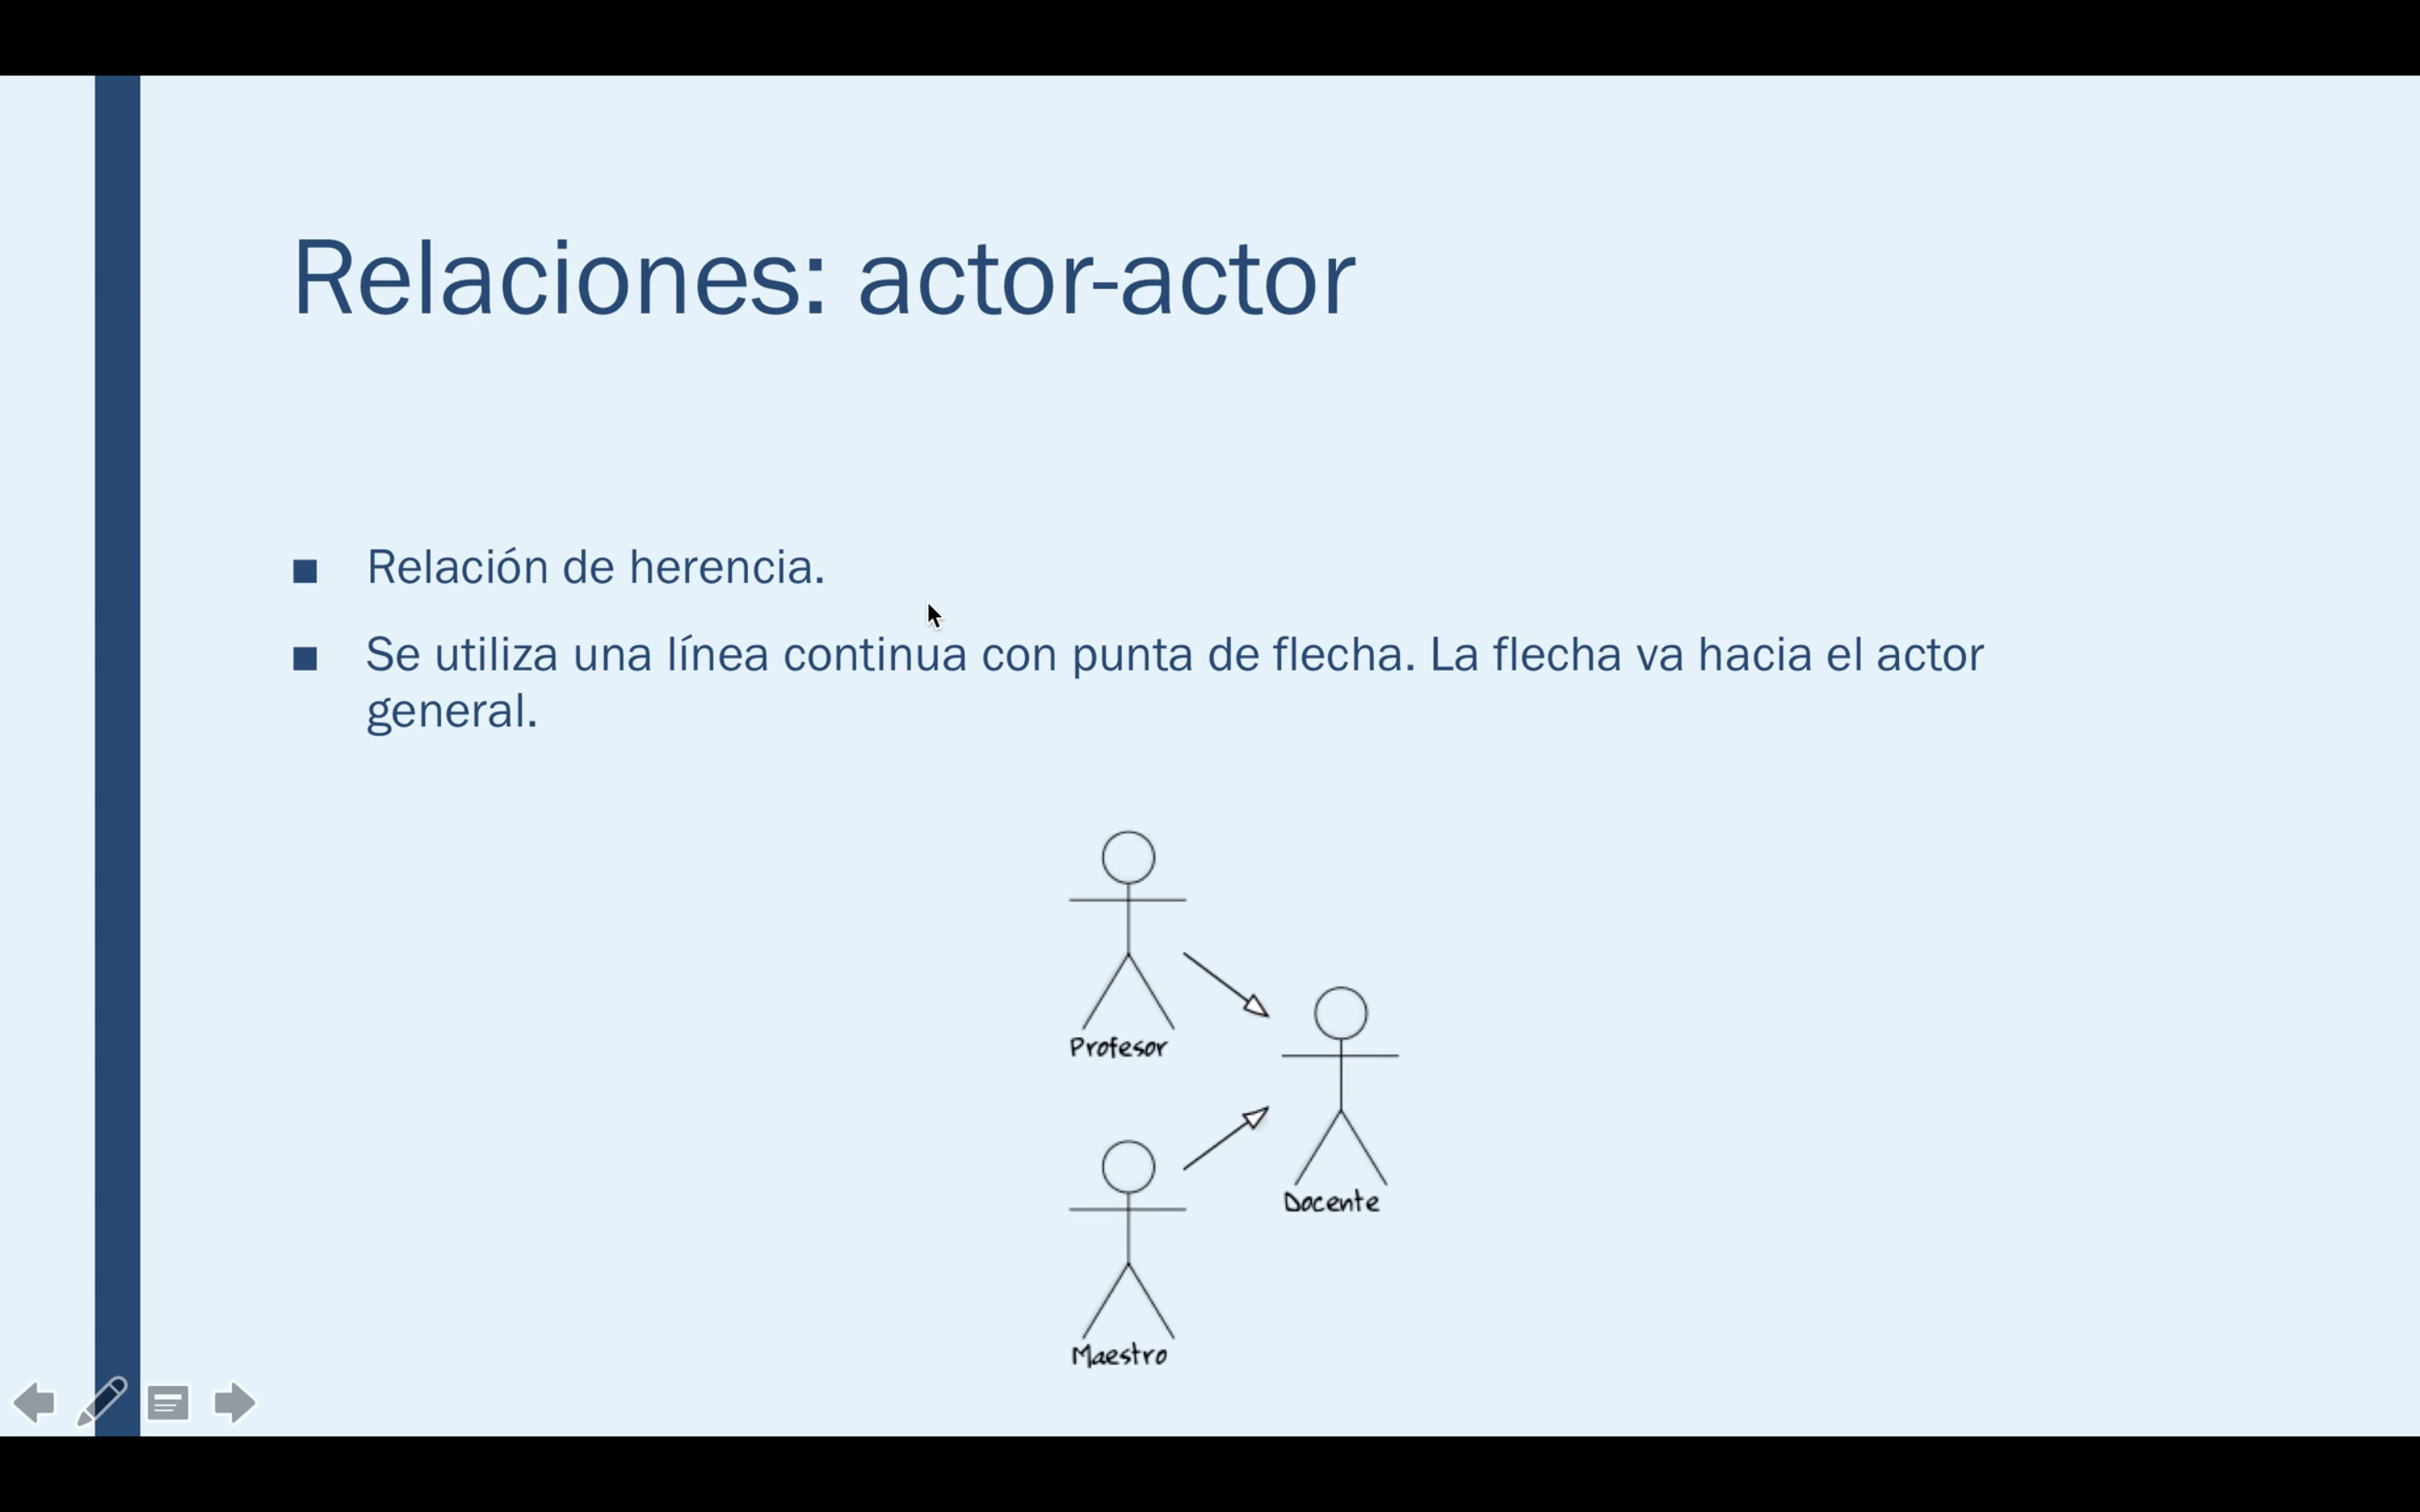 Relaciones: actor-actor
Relación de herencia.
Se utiliza una línea continua con punta de flecha. La flecha va hacia el actor
general.
Profesor
Docente
Maestro